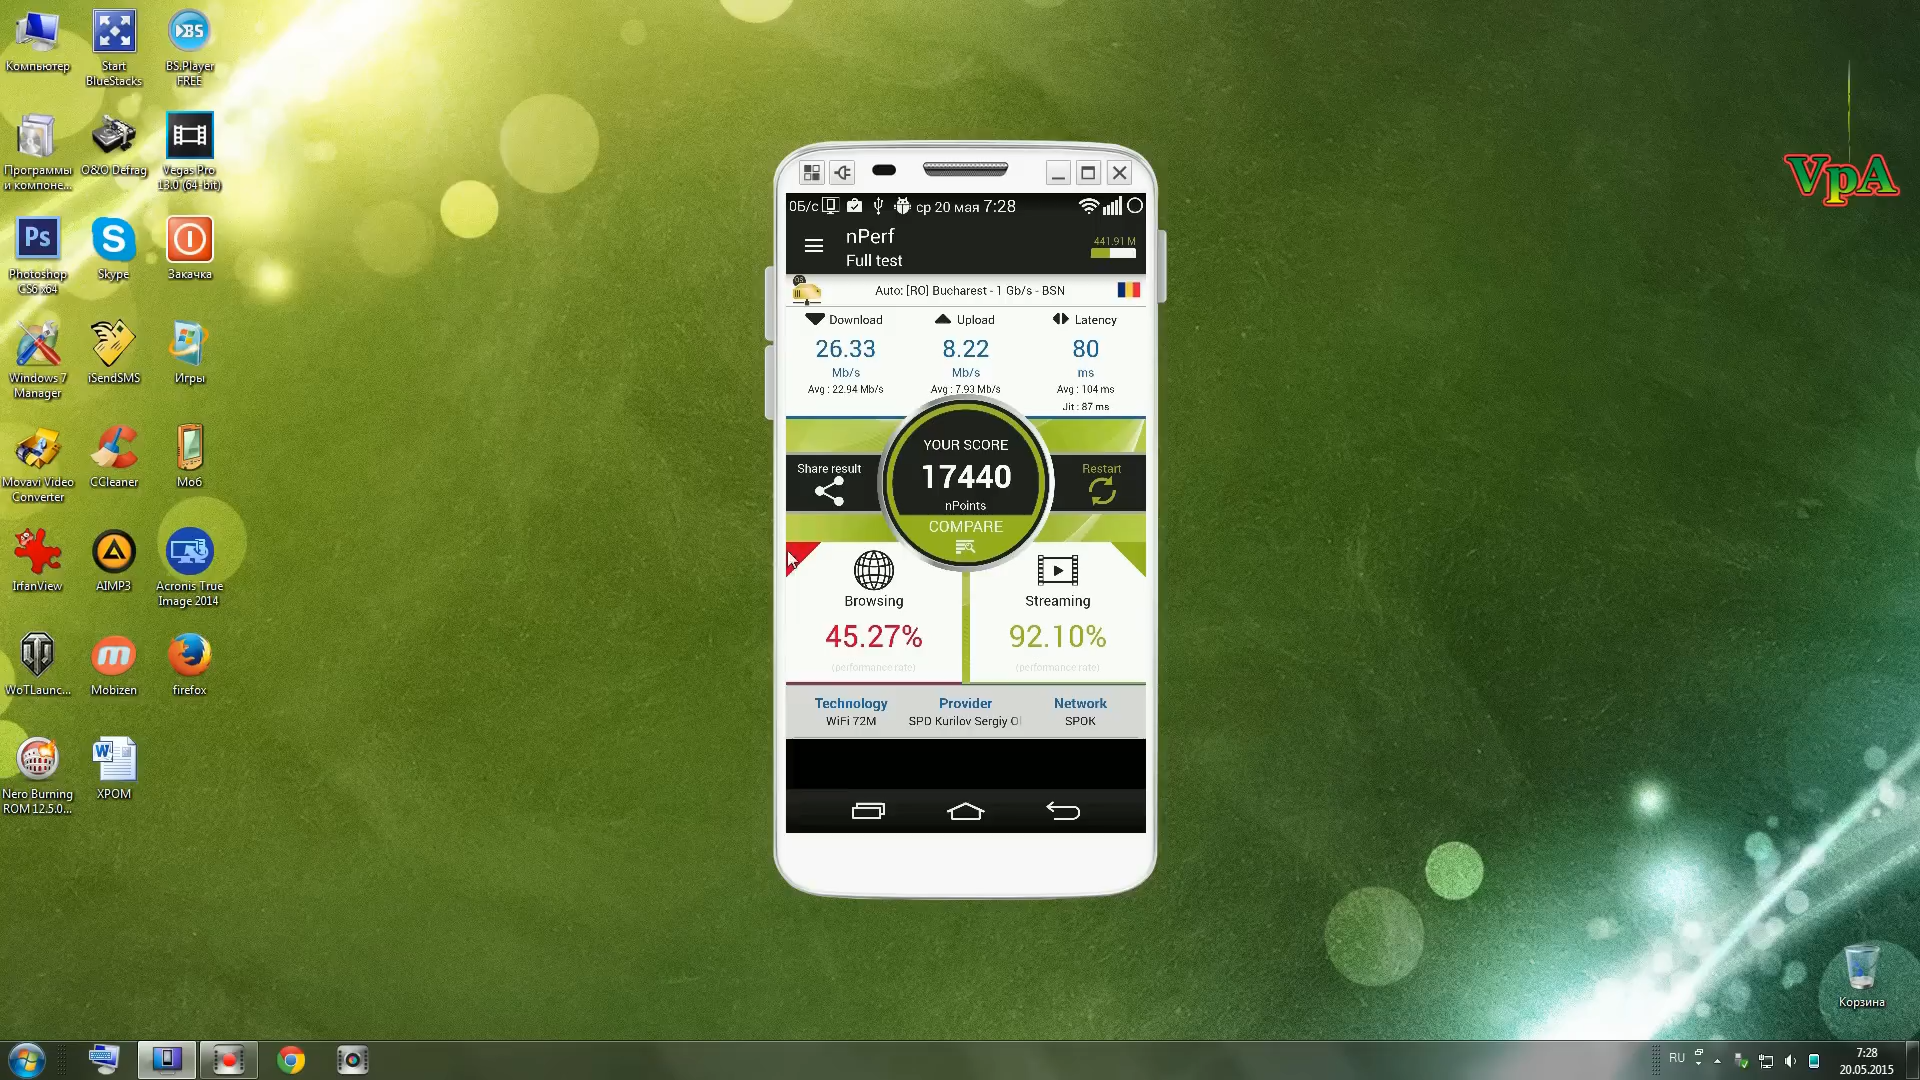 Компьютер
Start
BlueStacks
BS.Player
FREE
Программы
и компоне...
O&O Defrag
Vegas Pro
13.0 (64-bit)
Ps
Photoshop
CS6 x64
Skype
Закачка
Windows 7
Manager
iSendSMS
Игры
Movavi Video
Converter
CCleaner
Моб
IrfanView
AIMP3
Acronis True
Image 2014
WoTLaunc...
Mobizen
firefox
Nero Burning
ROM 12.5.0...
ХРОМ
VpA
Корзина
0Б/с ср 20 мая 7:28
nPerf
Full test
441.91 M
Auto: [RO] Bucharest - 1 Gb/s - BSN
Download Upload Latency
26.33 8.22 80
Mb/s Mb/s ms
Avg : 22.94 Mb/s Avg : 7.93 Mb/s Avg : 104 ms
Jit : 87 ms
YOUR SCORE
17440
nPoints
COMPARE
Share result
Restart
Browsing Streaming
45.27% 92.10%
(performance rate) (performance rate)
Technology Provider Network
WiFi 72M SPD Kurilov Sergiy Ol SPOK
RU
7:28
20.05.2015